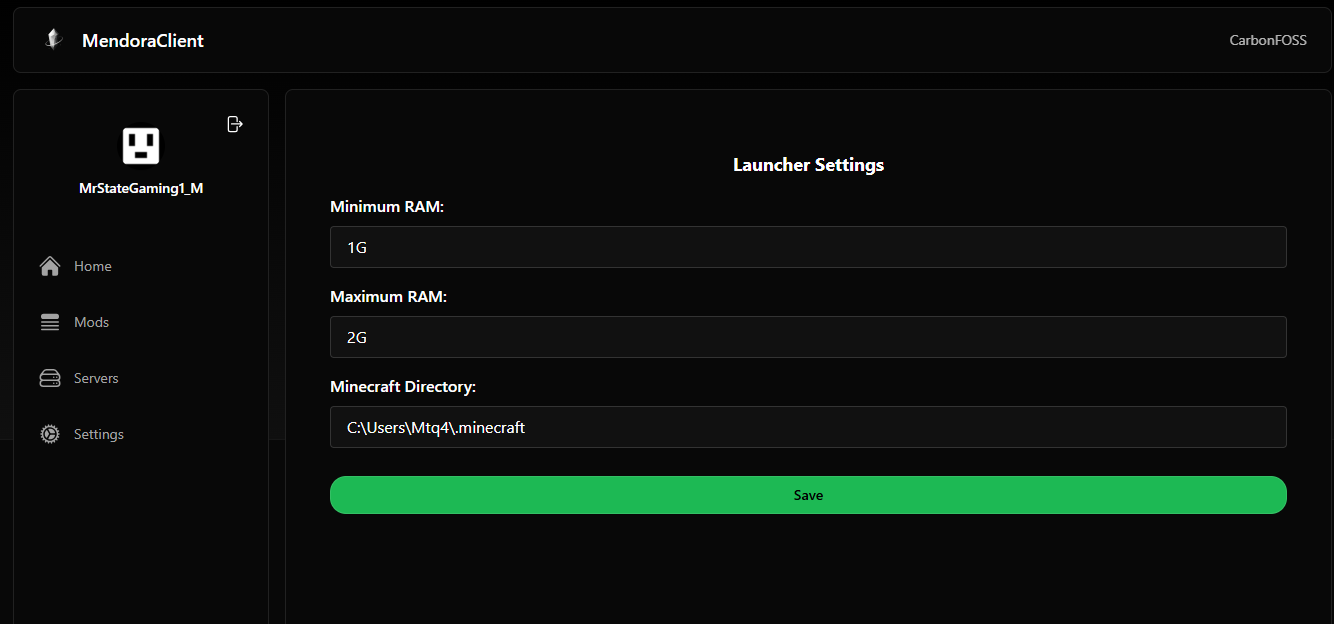 MendoraClient
CarbonFOSS
MrStateGaming1_M
Home
Mods
Servers
Settings
Launcher Settings
Minimum RAM:
1G
Maximum RAM:
2G
Minecraft Directory:
C:\Users\Mtq4\.minecraft
Save